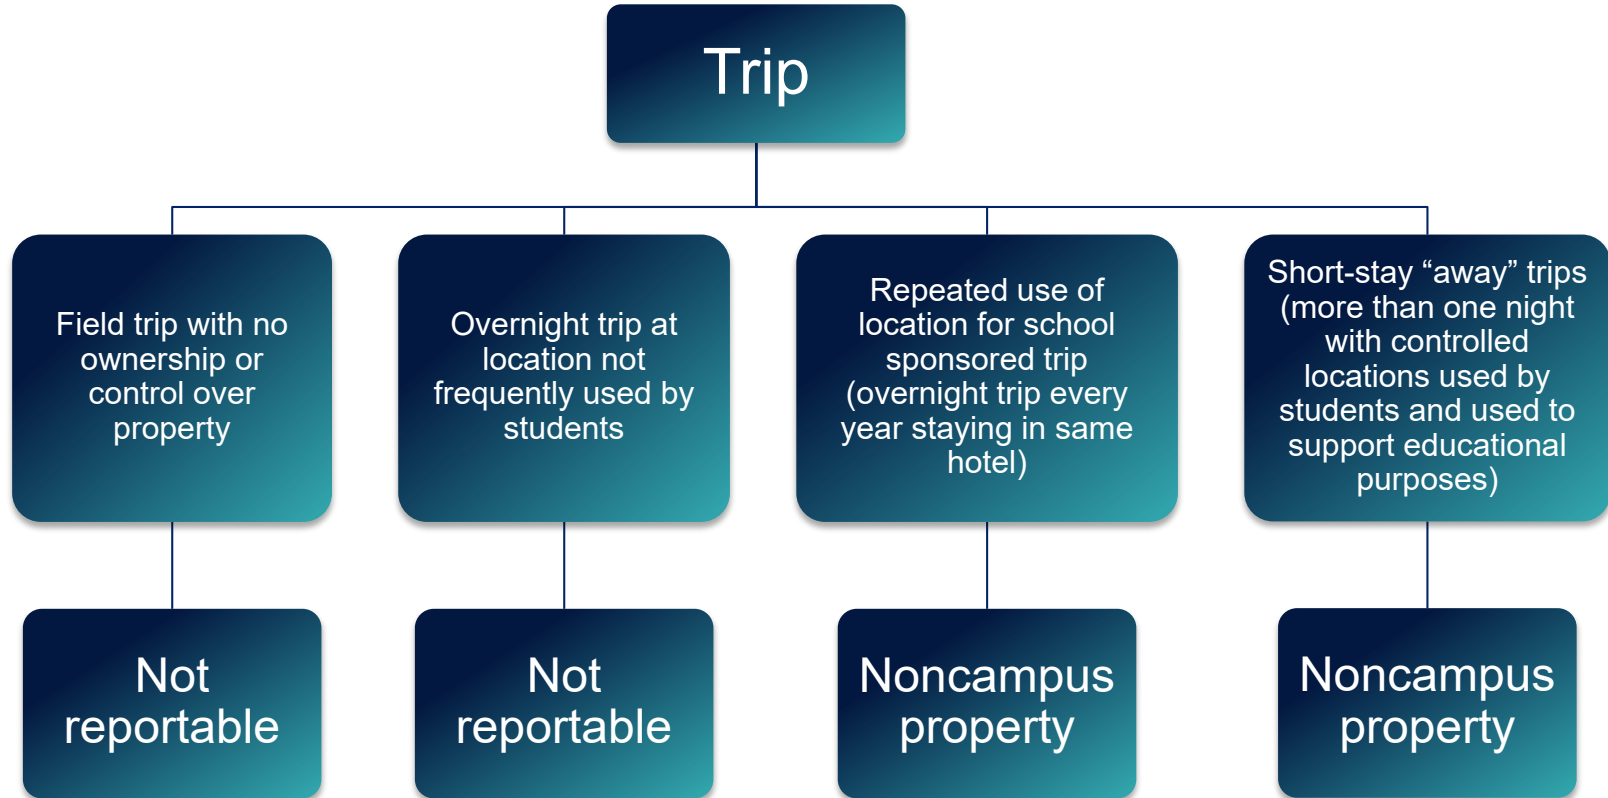 Trip
Field trip with no
ownership or
control over
property
Overnight trip at
location not
frequently used by
students
Repeated use of
location for school
sponsored trip
(overnight trip every
year staying in same
hotel)
Short-stay “away” trips
(more than one night
with controlled
locations used by
students and used to
support educational
purposes)
Not
reportable
Not
reportable
Noncampus
property
Noncampus
property